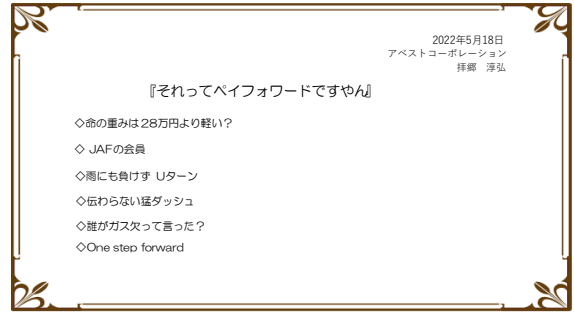 2022年5月18日
アベストコーポレーション
拝郷　淳弘
『それってペイフォワードですやん』
◇命の重みは28万円より軽い？
◇ JAFの会員
◇雨にも負けず Uターン
◇伝わらない猛ダッシュ
◇誰がガス欠って言った？
◇One step forward